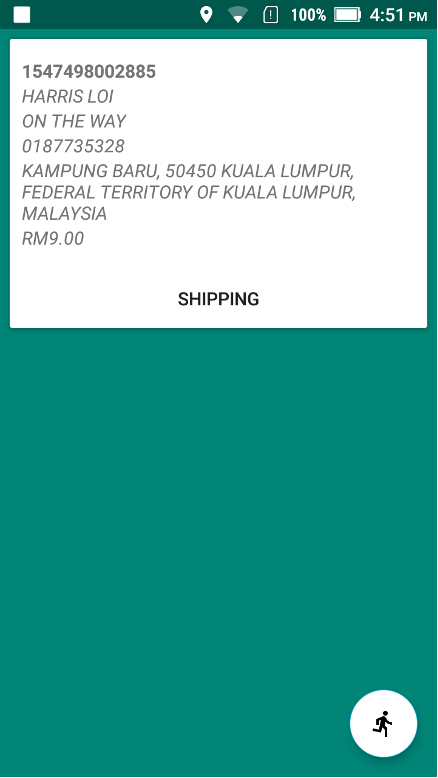 100% 4:51 PM
1547498002885
HARRIS LOI
ON THE WAY
0187735328
KAMPUNG BARU, 50450 KUALA LUMPUR,
FEDERAL TERRITORY OF KUALA LUMPUR,
MALAYSIA
RM9.00
SHIPPING